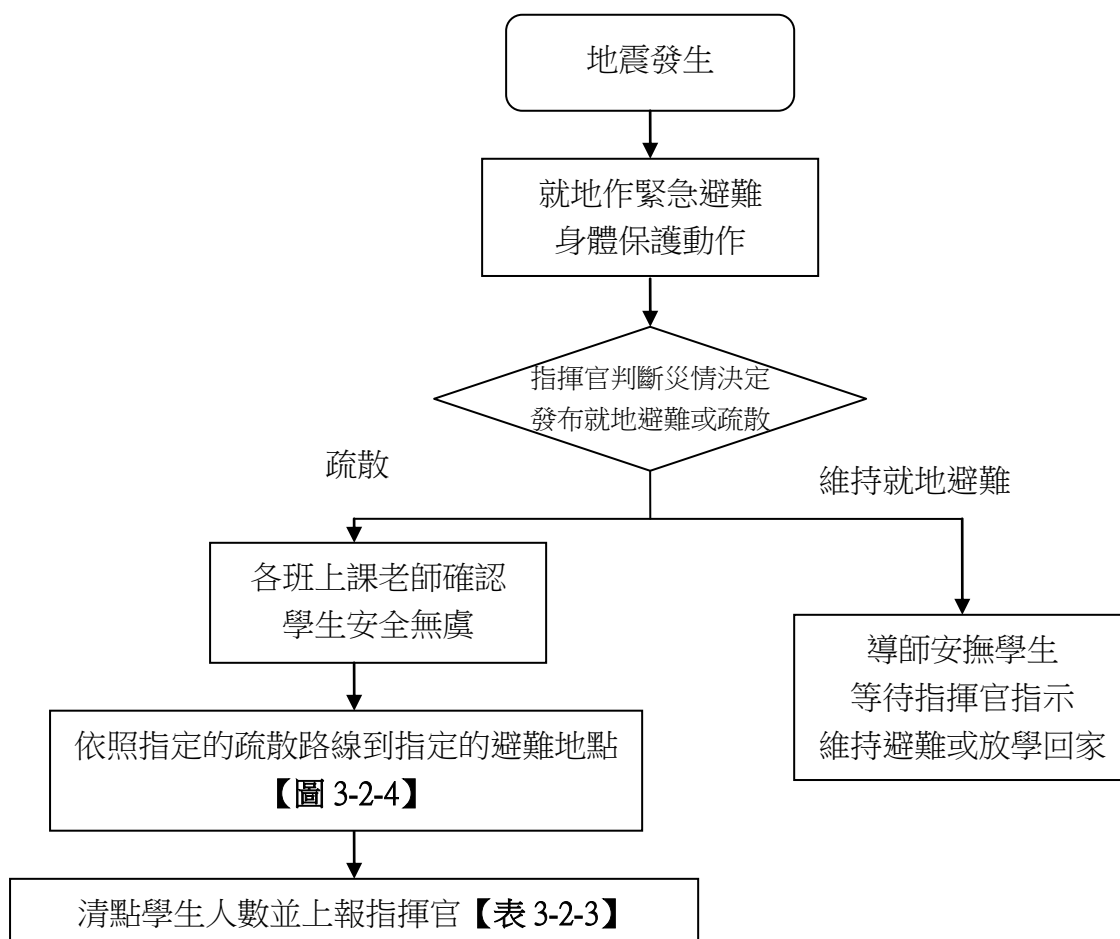 地震發生
就地作緊急避難
身體保護動作
指揮官判斷災情決定
發布就地避難或疏散
疏散
維持就地避難
各班上課老師確認
學生安全無虞
導師安撫學生
等待指揮官指示
維持避難或放學回家
依照指定的疏散路線到指定的避難地點
【圖 3-2-4】
清點學生人數並上報指揮官【表 3-2-3】